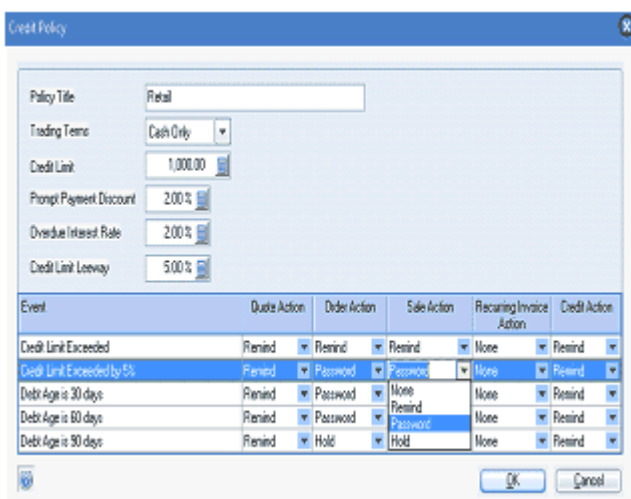 Credit Policy
Policy Title Retail
Trading Terms Cash Only
Credit Limit 1,000.00
Prompt Payment Discount 2.00 %
Overdue Interest Rate 2.00 %
Credit Limit Leeway 5.00 %
Event Quote Action Order Action Sale Action Recurring Invoice Action Credit Action
Credit Limit Exceeded Remind Remind Remind None Remind
Credit Limit Exceeded by 5% Remind Password Password None Remind
Debt Age is 30 days Remind Password None None Remind
Remind
Debt Age is 60 days Remind Password Password None Remind
Debt Age is 90 days Remind Hold Hold None Remind
OK Cancel